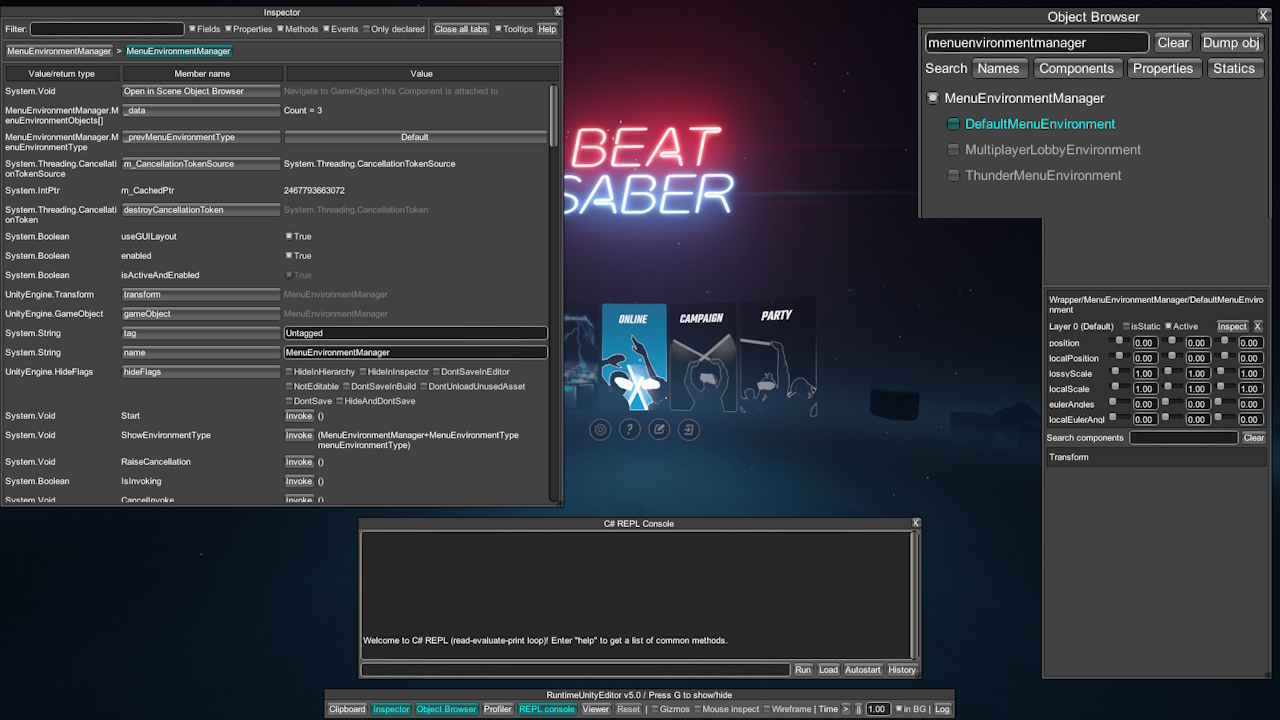 Inspector X
Filter: Fields Properties Methods Events Only declared Close all tabs Tooltips Help
MenuEnvironmentManager > MenuEnvironmentManager
Value/return type Member name Value
System.Void Open in Scene Object Browser Navigate to GameObject this Component is attached to
MenuEnvironmentManager.M
enuEnvironmentObjects[] _data Count = 3
MenuEnvironmentManager.M
enuEnvironmentType _prevMenuEnvironmentType Default
System.Threading.Cancellati
onTokenSource m_CancellationTokenSource System.Threading.CancellationTokenSource
System.IntPtr m_CachedPtr 2467793663072
System.Threading.Cancellati
onToken destroyCancellationToken System.Threading.CancellationToken
System.Boolean useGUILayout True
System.Boolean enabled True
System.Boolean isActiveAndEnabled True
UnityEngine.Transform transform MenuEnvironmentManager
UnityEngine.GameObject gameObject MenuEnvironmentManager
System.String tag Untagged
System.String name MenuEnvironmentManager
UnityEngine.HideFlags hideFlags HideInHierarchy HideInInspector DontSaveInEditor
NotEditable DontSaveInBuild DontUnloadUnusedAsset
DontSave HideAndDontSave
System.Void Start Invoke ()
System.Void ShowEnvironmentType Invoke (MenuEnvironmentManager+MenuEnvironmentType
menuEnvironmentType)
System.Void RaiseCancellation Invoke ()
System.Boolean IsInvoking Invoke ()
System.Void CancelInvoke Invoke ()
BEAT
SABER
ONLINE
CAMPAIGN
PARTY
?
Object Browser X
menuenvironmentmanager Clear Dump obj
Search Names Components Properties Statics
MenuEnvironmentManager
DefaultMenuEnvironment
MultiplayerLobbyEnvironment
ThunderMenuEnvironment
Wrapper/MenuEnvironmentManager/DefaultMenuEnviro
nment
Layer 0 (Default) isStatic Active Inspect X
position 0.00 0.00 0.00
localPosition 0.00 0.00 0.00
lossyScale 1.00 1.00 1.00
localScale 1.00 1.00 1.00
eulerAngles 0.00 0.00 0.00
localEulerAngl 0.00 0.00 0.00
Search components Clear
Transform
C# REPL Console X
Welcome to C# REPL (read-evaluate-print loop)! Enter "help" to get a list of common methods.
Run Load Autostart History
RuntimeUnityEditor v5.0 / Press G to show/hide
Clipboard Inspector Object Browser Profiler REPL console Viewer Reset | Gizmos Mouse inspect Wireframe | Time > || 1.00 in BG | Log